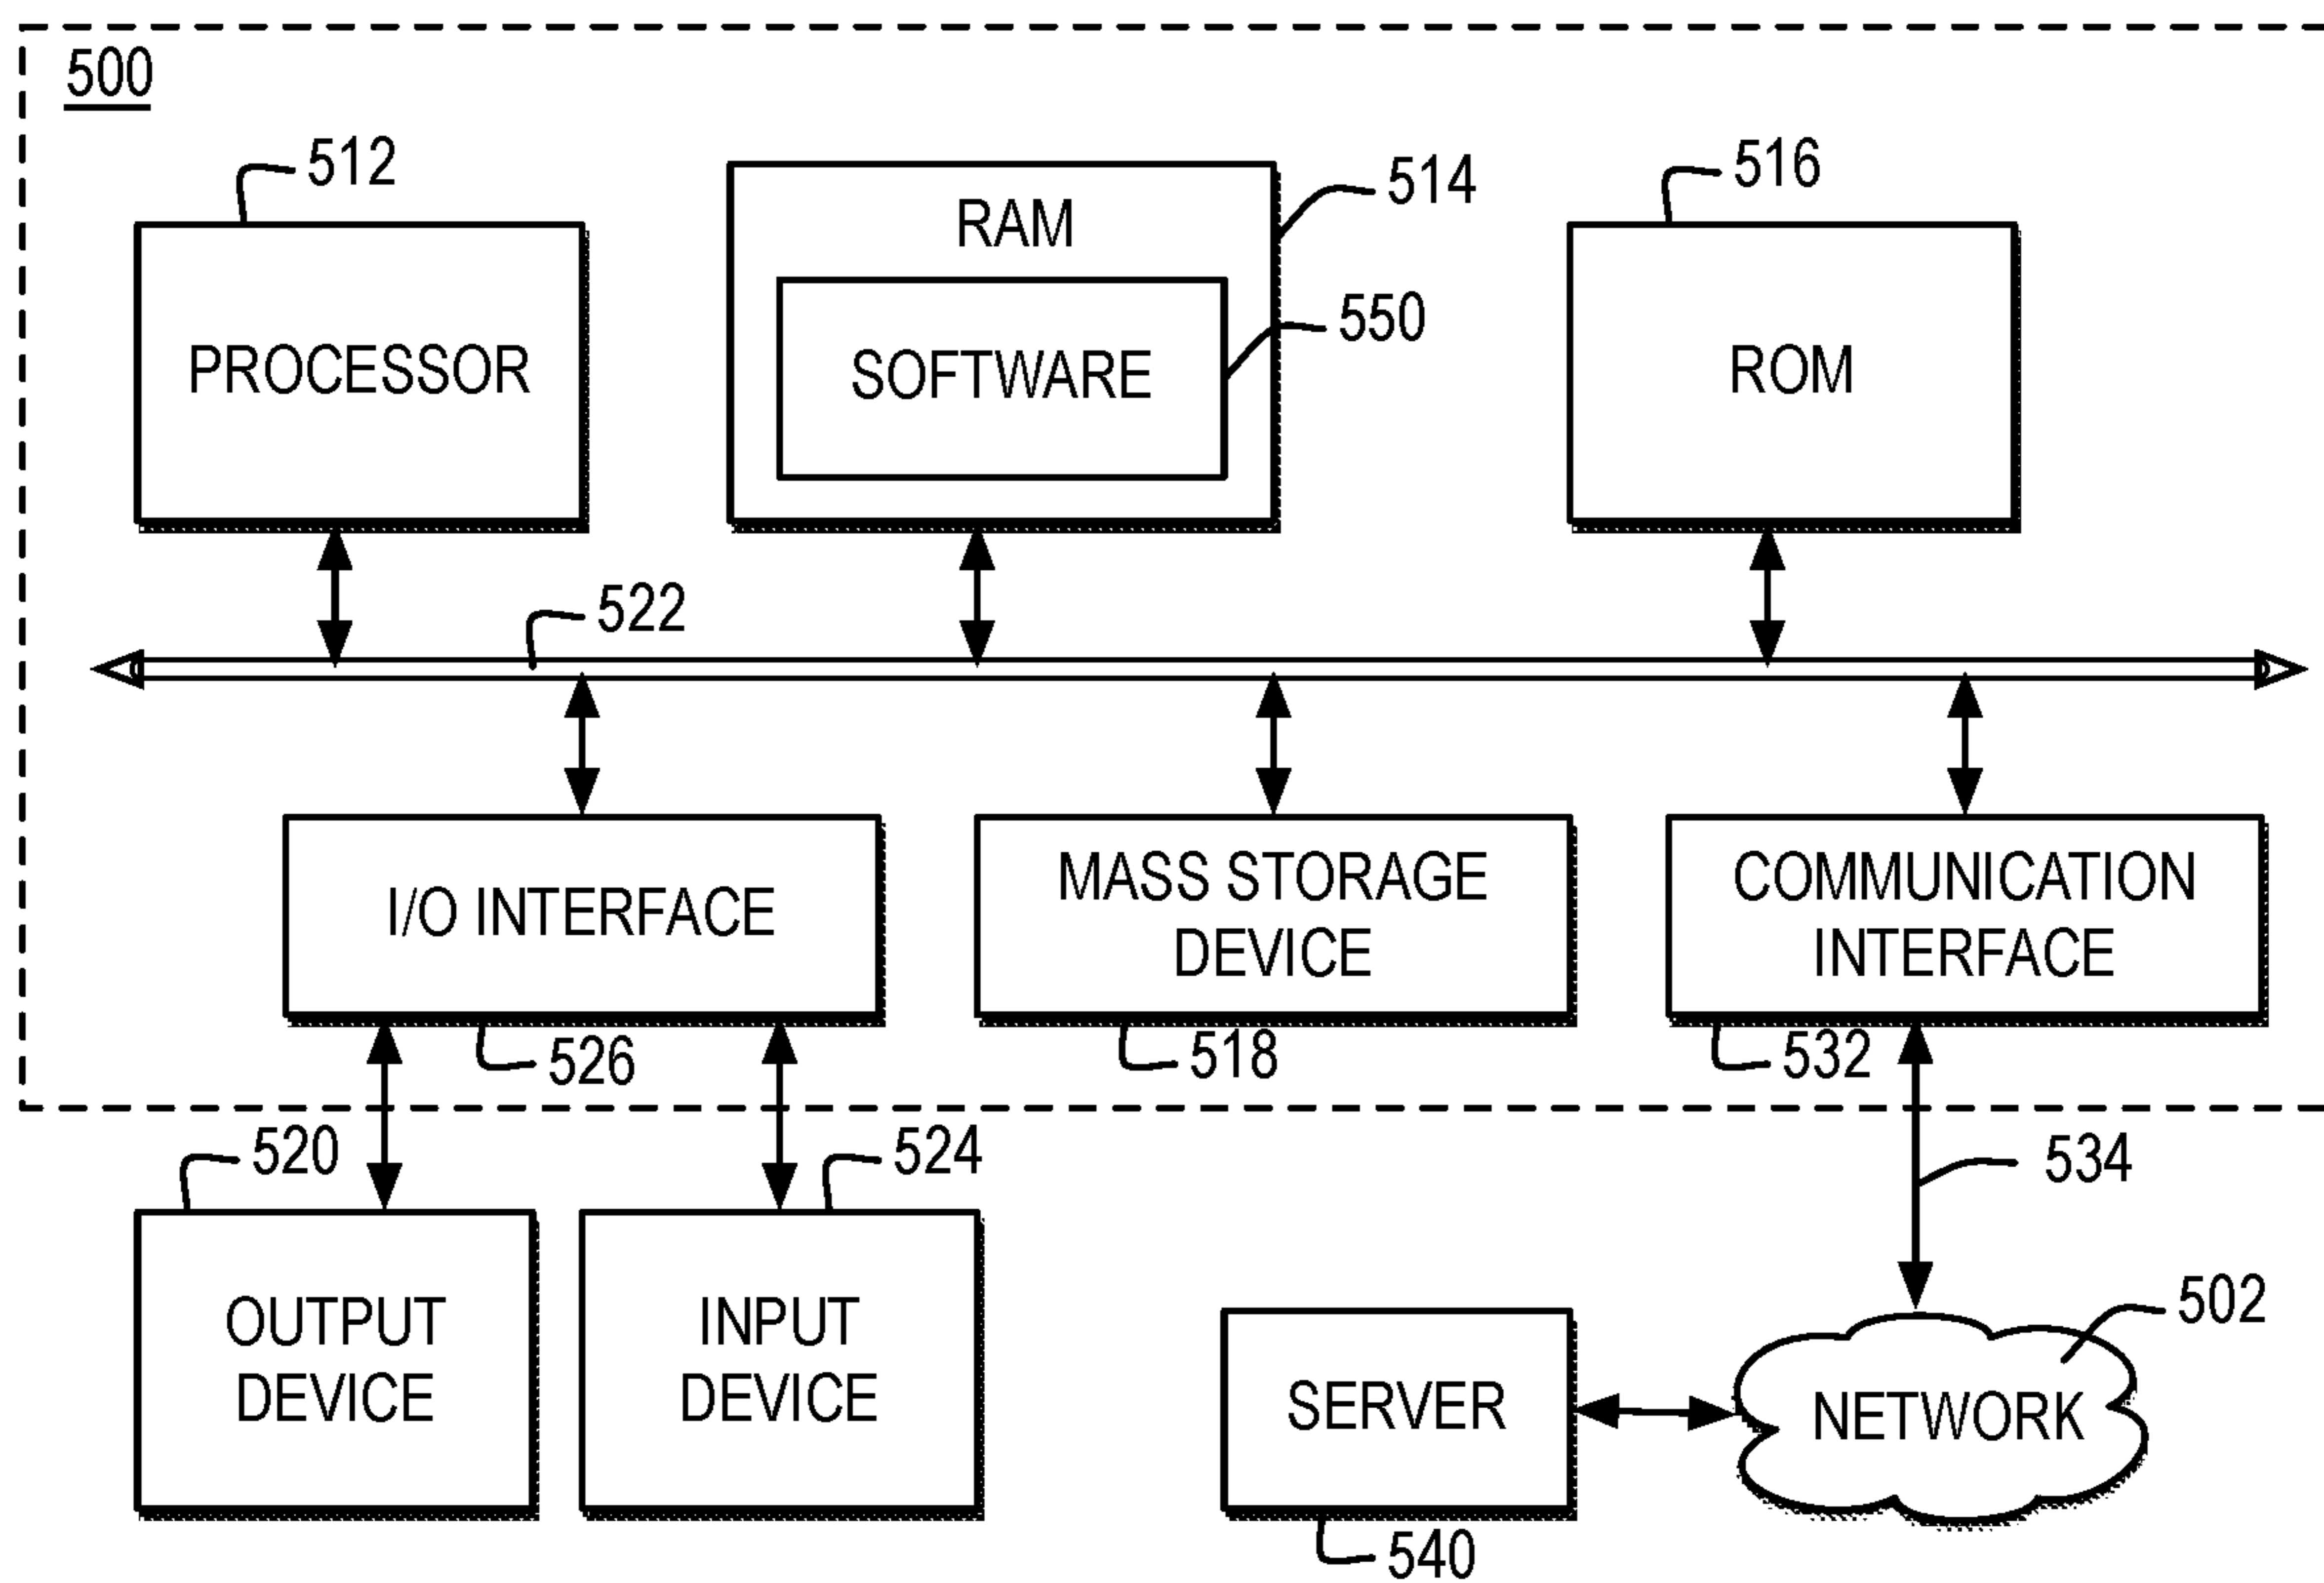 500
512
514
516
RAM
550
PROCESSOR
SOFTWARE
ROM
522
I/O INTERFACE
MASS STORAGE
DEVICE
COMMUNICATION
INTERFACE
526
518
532
520
524
534
OUTPUT
DEVICE
INPUT
DEVICE
502
SERVER
NETWORK
540